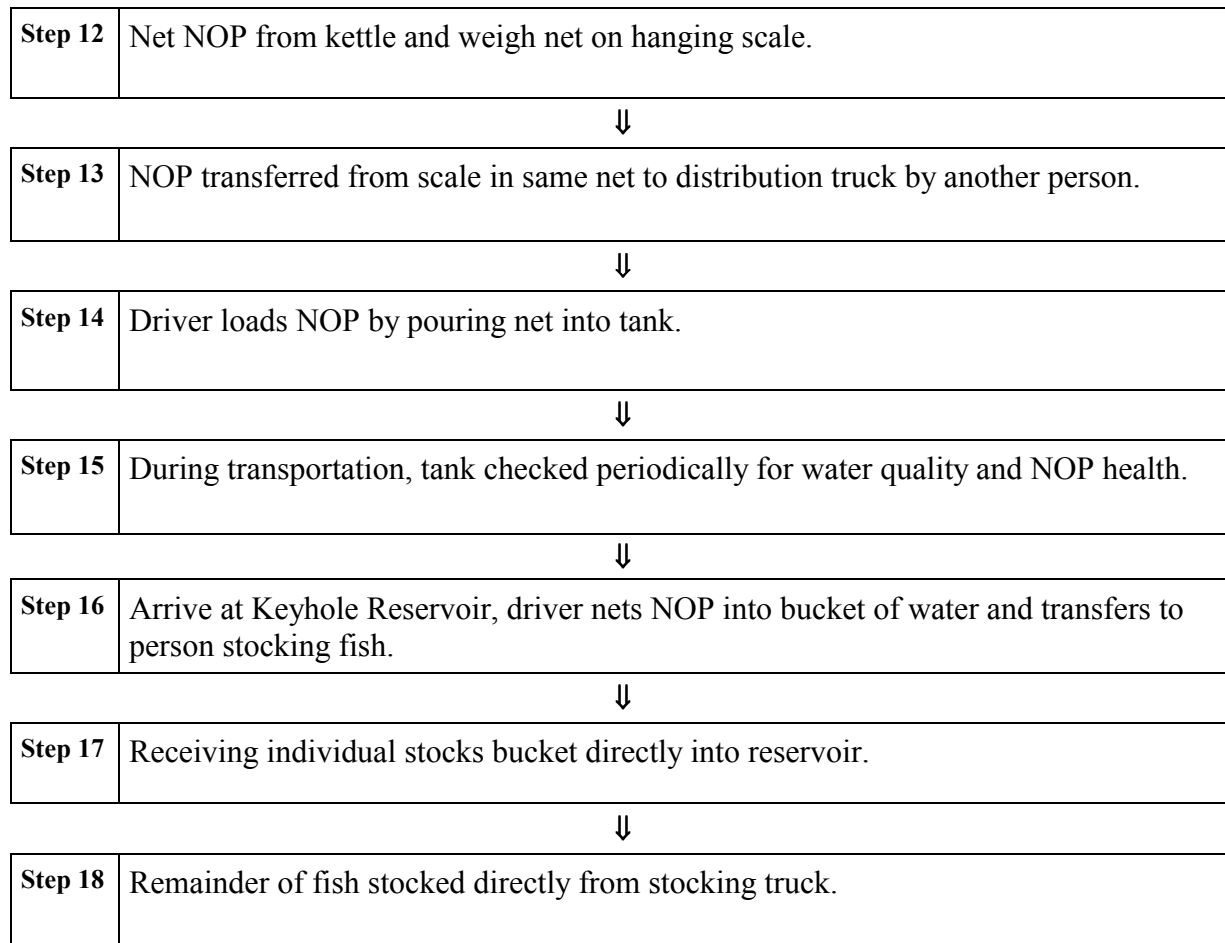 Step 12 Net NOP from kettle and weigh net on hanging scale.
⇓
Step 13 NOP transferred from scale in same net to distribution truck by another person.
⇓
Step 14 Driver loads NOP by pouring net into tank.
⇓
Step 15 During transportation, tank checked periodically for water quality and NOP health.
⇓
Step 16 Arrive at Keyhole Reservoir, driver nets NOP into bucket of water and transfers to
person stocking fish.
⇓
Step 17 Receiving individual stocks bucket directly into reservoir.
⇓
Step 18 Remainder of fish stocked directly from stocking truck.